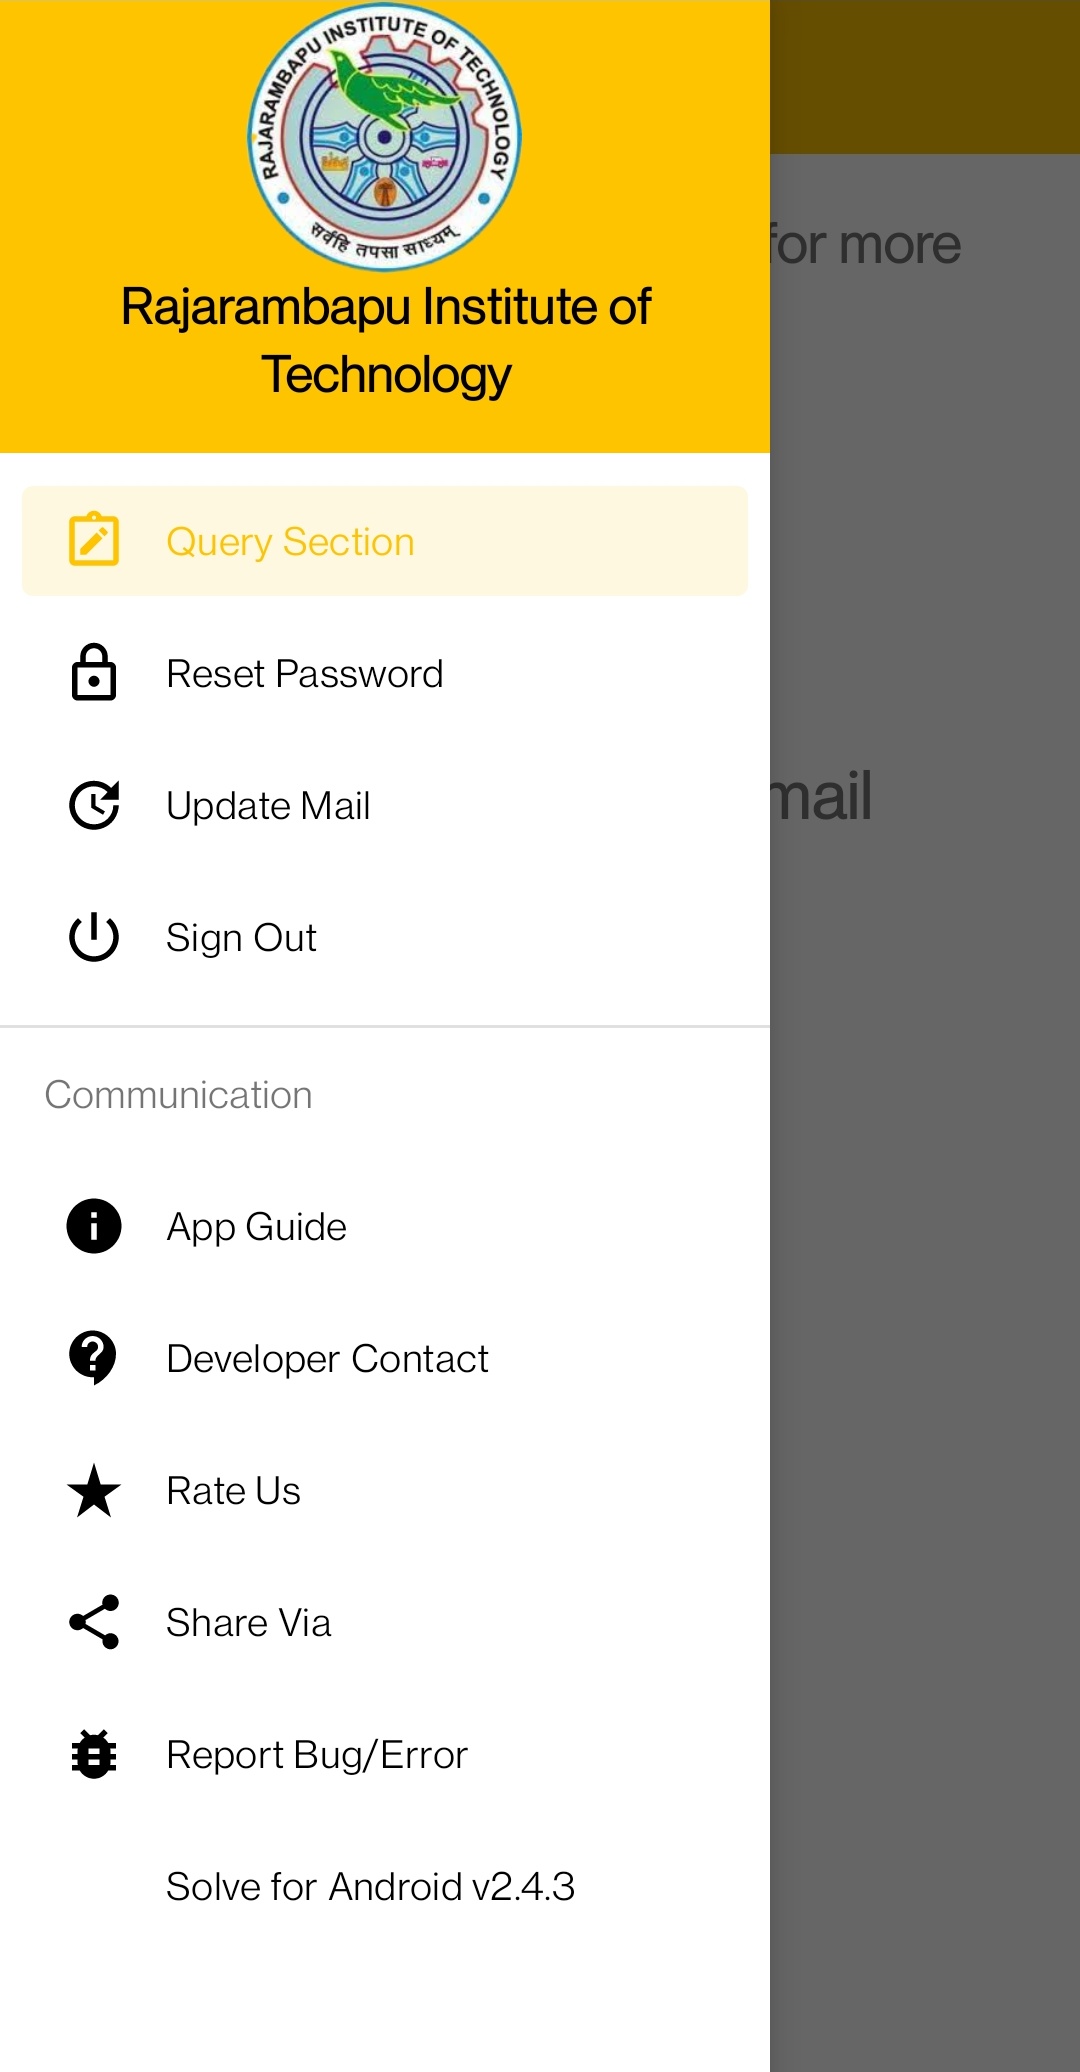 RAJARAMBAPU INSTITUTE OF TECHNOLOGY
सर्वंहि तपसा साध्यम्
Rajarambapu Institute of
Technology
for more
Query Section
Reset Password
Update Mail
mail
Sign Out
Communication
App Guide
Developer Contact
Rate Us
Share Via
Report Bug/Error
Solve for Android v2.4.3